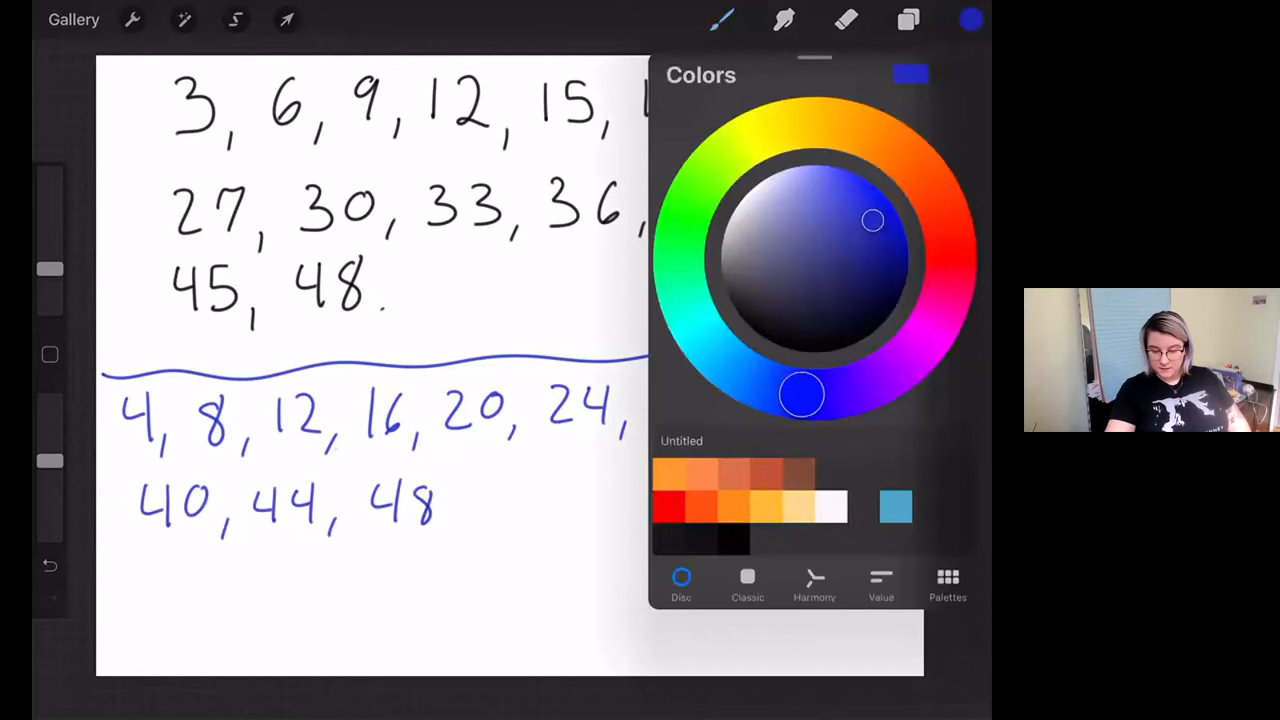 Gallery
Colors
3, 6, 9, 12, 15,
27, 30, 33, 36,
45, 48.
4, 8, 12, 16, 20, 24,
40, 44, 48
Untitled
Disc Classic Harmony Value Palettes